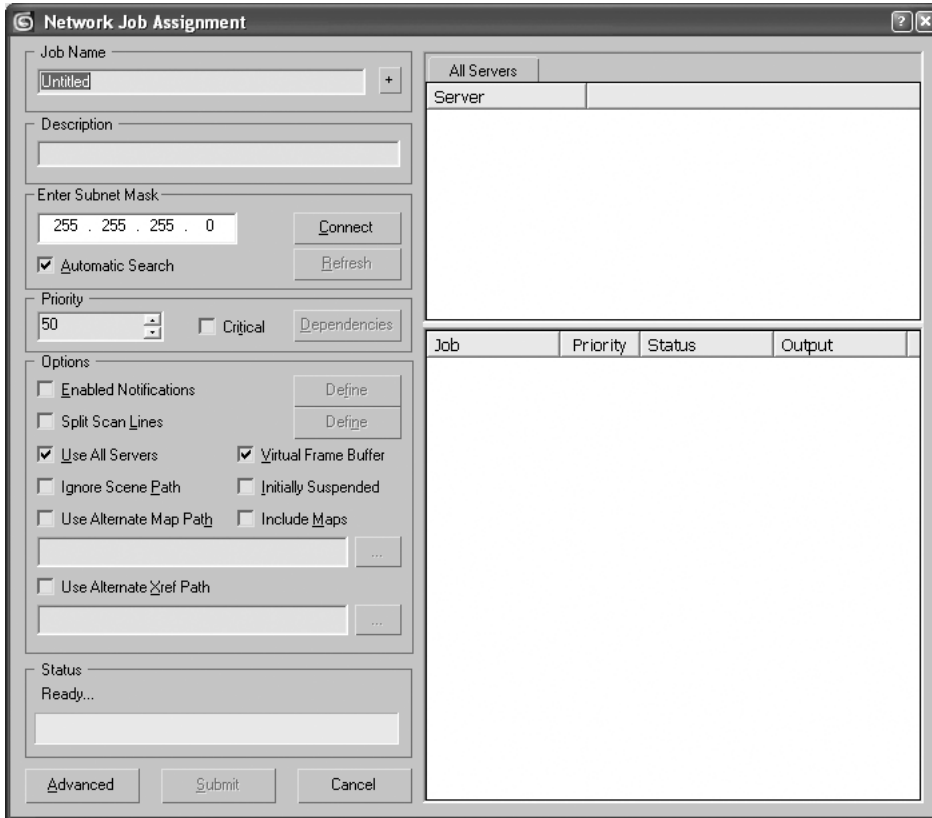 Network Job Assignment
Job Name
Untitled
+
Description
Enter Subnet Mask
255 . 255 . 255 . 0
Connect
Automatic Search
Refresh
Priority
50
Critical
Dependencies
Options
Enabled Notifications
Define
Split Scan Lines
Define
Use All Servers
Virtual Frame Buffer
Ignore Scene Path
Initially Suspended
Use Alternate Map Path
Include Maps
...
Use Alternate Xref Path
...
Status
Ready...
Advanced
Submit
Cancel
All Servers
Server
Job Priority Status Output